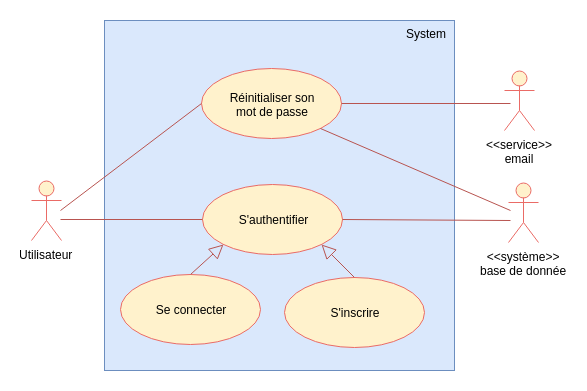 System
Réinitialiser son
mot de passe
<<service>>
email
S'authentifier
Utilisateur
<<système>>
base de donnée
Se connecter
S'inscrire